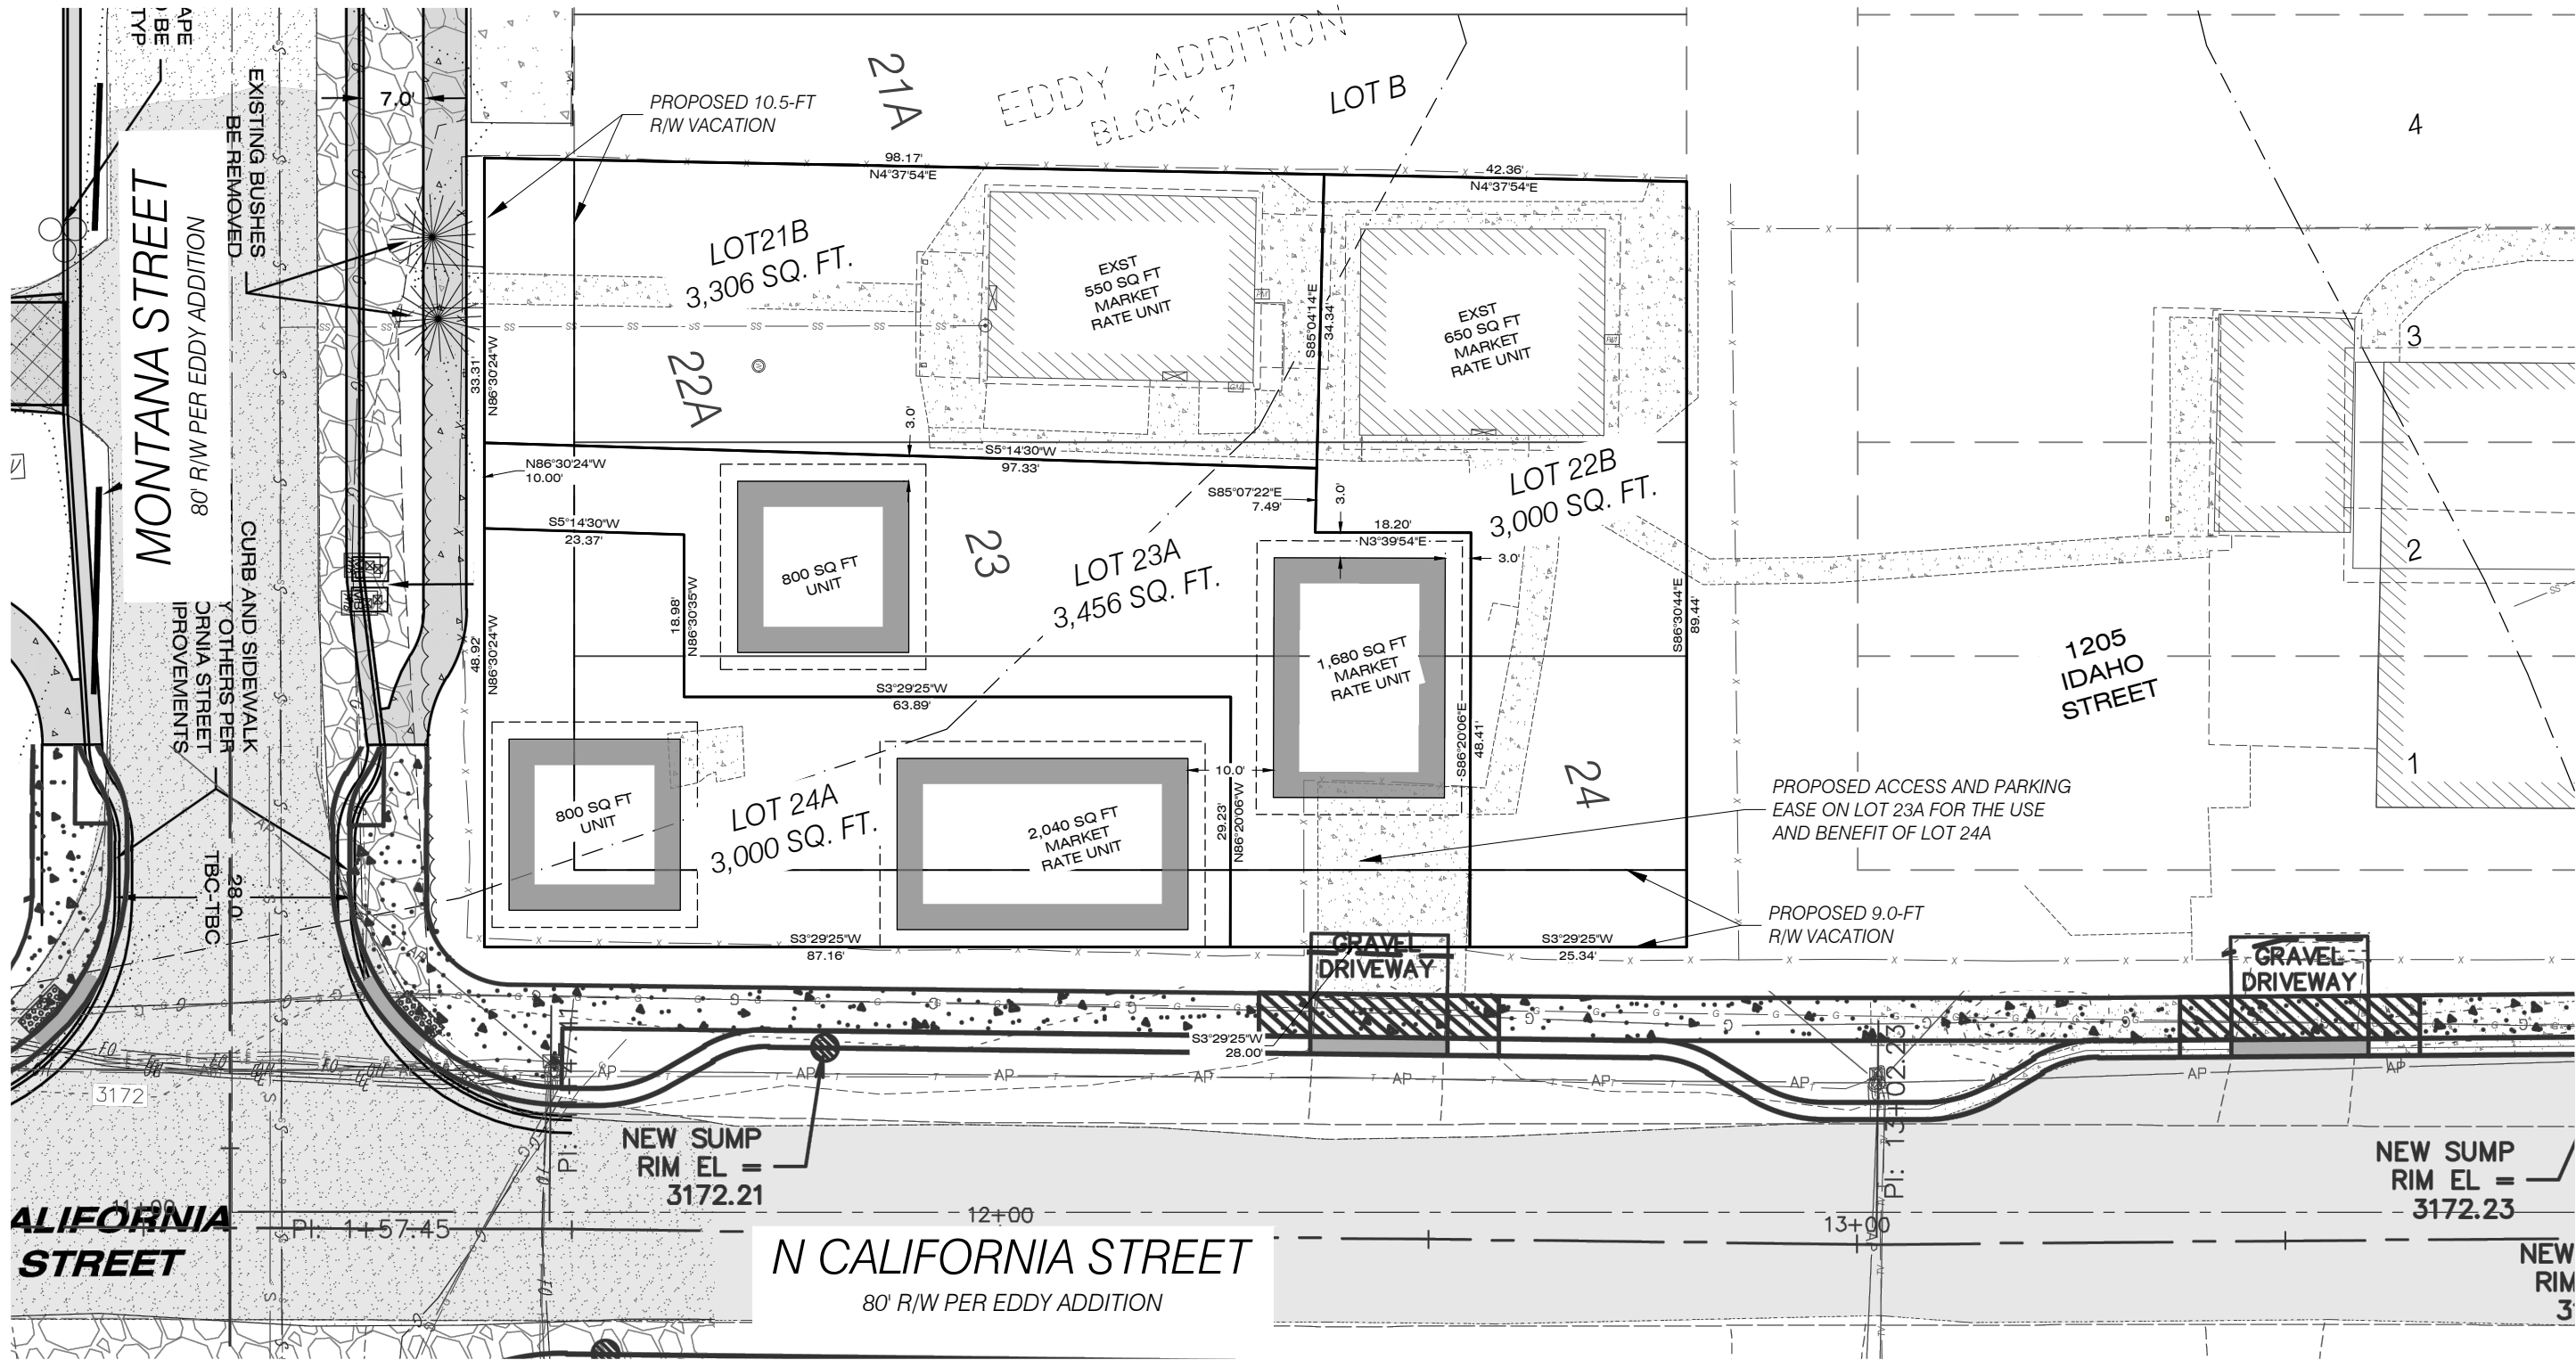 APE
O BE
TYP
EXISTING BUSHES
BE REMOVED
7.0'
MONTANA STREET
80' R/W PER EDDY ADDITION
CURB AND SIDEWALK
Y OTHERS PER
ORNIA STREET
IPROVEMENTS
28.0'
TBC-TBC
PROPOSED 10.5-FT
R/W VACATION
21A
EDDY ADDITION
BLOCK 7
LOT B
98.17'
N4°37'54"E
42.36'
N4°37'54"E
LOT21B
3,306 SQ. FT.
EXST
550 SQ FT
MARKET
RATE UNIT
S85°04'14"E
34.34'
EXST
650 SQ FT
MARKET
RATE UNIT
33.31'
N86°30'24"W
22A
3.0'
S5°14'30"W
97.33'
N86°30'24"W
10.00'
S85°07'22"E
7.49'
3.0'
18.20'
N3°39'54"E
3.0'
LOT 22B
3,000 SQ. FT.
S5°14'30"W
23.37'
18.98'
N86°30'35"W
800 SQ FT
UNIT
23
LOT 23A
3,456 SQ. FT.
1,680 SQ FT
MARKET
RATE UNIT
S86°30'44"E
89.44'
48.92'
N86°30'24"W
S3°29'25"W
63.89'
S86°20'06"E
48.41'
10.0'
29.23'
N86°20'06"W
800 SQ FT
UNIT
LOT 24A
3,000 SQ. FT.
2,040 SQ FT
MARKET
RATE UNIT
24
PROPOSED ACCESS AND PARKING
EASE ON LOT 23A FOR THE USE
AND BENEFIT OF LOT 24A
PROPOSED 9.0-FT
R/W VACATION
S3°29'25"W
87.16'
S3°29'25"W
25.34'
S3°29'25"W
28.00'
GRAVEL
DRIVEWAY
GRAVEL
DRIVEWAY
4
3
2
1
1205
IDAHO
STREET
3172
NEW SUMP
RIM EL =
3172.21
PI: 13+02.23
NEW SUMP
RIM EL =
3172.23
NEW
RIM
11+00
PI: 1+57.45
12+00
13+00
ALIFORNIA
STREET
N CALIFORNIA STREET
80' R/W PER EDDY ADDITION